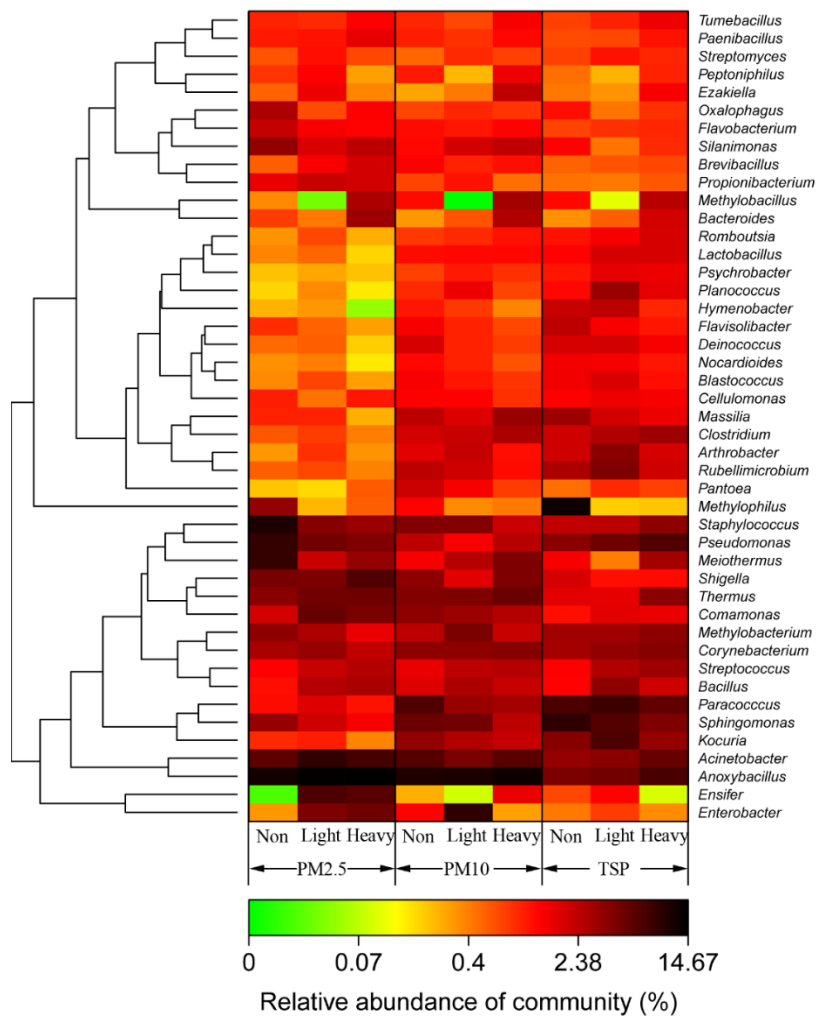 Tumebacillus
Paenibacillus
Streptomyces
Peptoniphilus
Ezakiella
Oxalophagus
Flavobacterium
Silanimonas
Brevibacillus
Propionibacterium
Methylobacillus
Bacteroides
Romboutsia
Lactobacillus
Psychrobacter
Planococcus
Hymenobacter
Flavisolibacter
Deinococcus
Nocardioides
Blastococcus
Cellulomonas
Massilia
Clostridium
Arthrobacter
Rubellimicrobium
Pantoea
Methylophilus
Staphylococcus
Pseudomonas
Meiothermus
Shigella
Thermus
Comamonas
Methylobacterium
Corynebacterium
Streptococcus
Bacillus
Paracocccus
Sphingomonas
Kocuria
Acinetobacter
Anoxybacillus
Ensifer
Enterobacter
Non Light Heavy Non Light Heavy Non Light Heavy
PM2.5 PM10 TSP
0 0.07 0.4 2.38 14.67
Relative abundance of community (%)